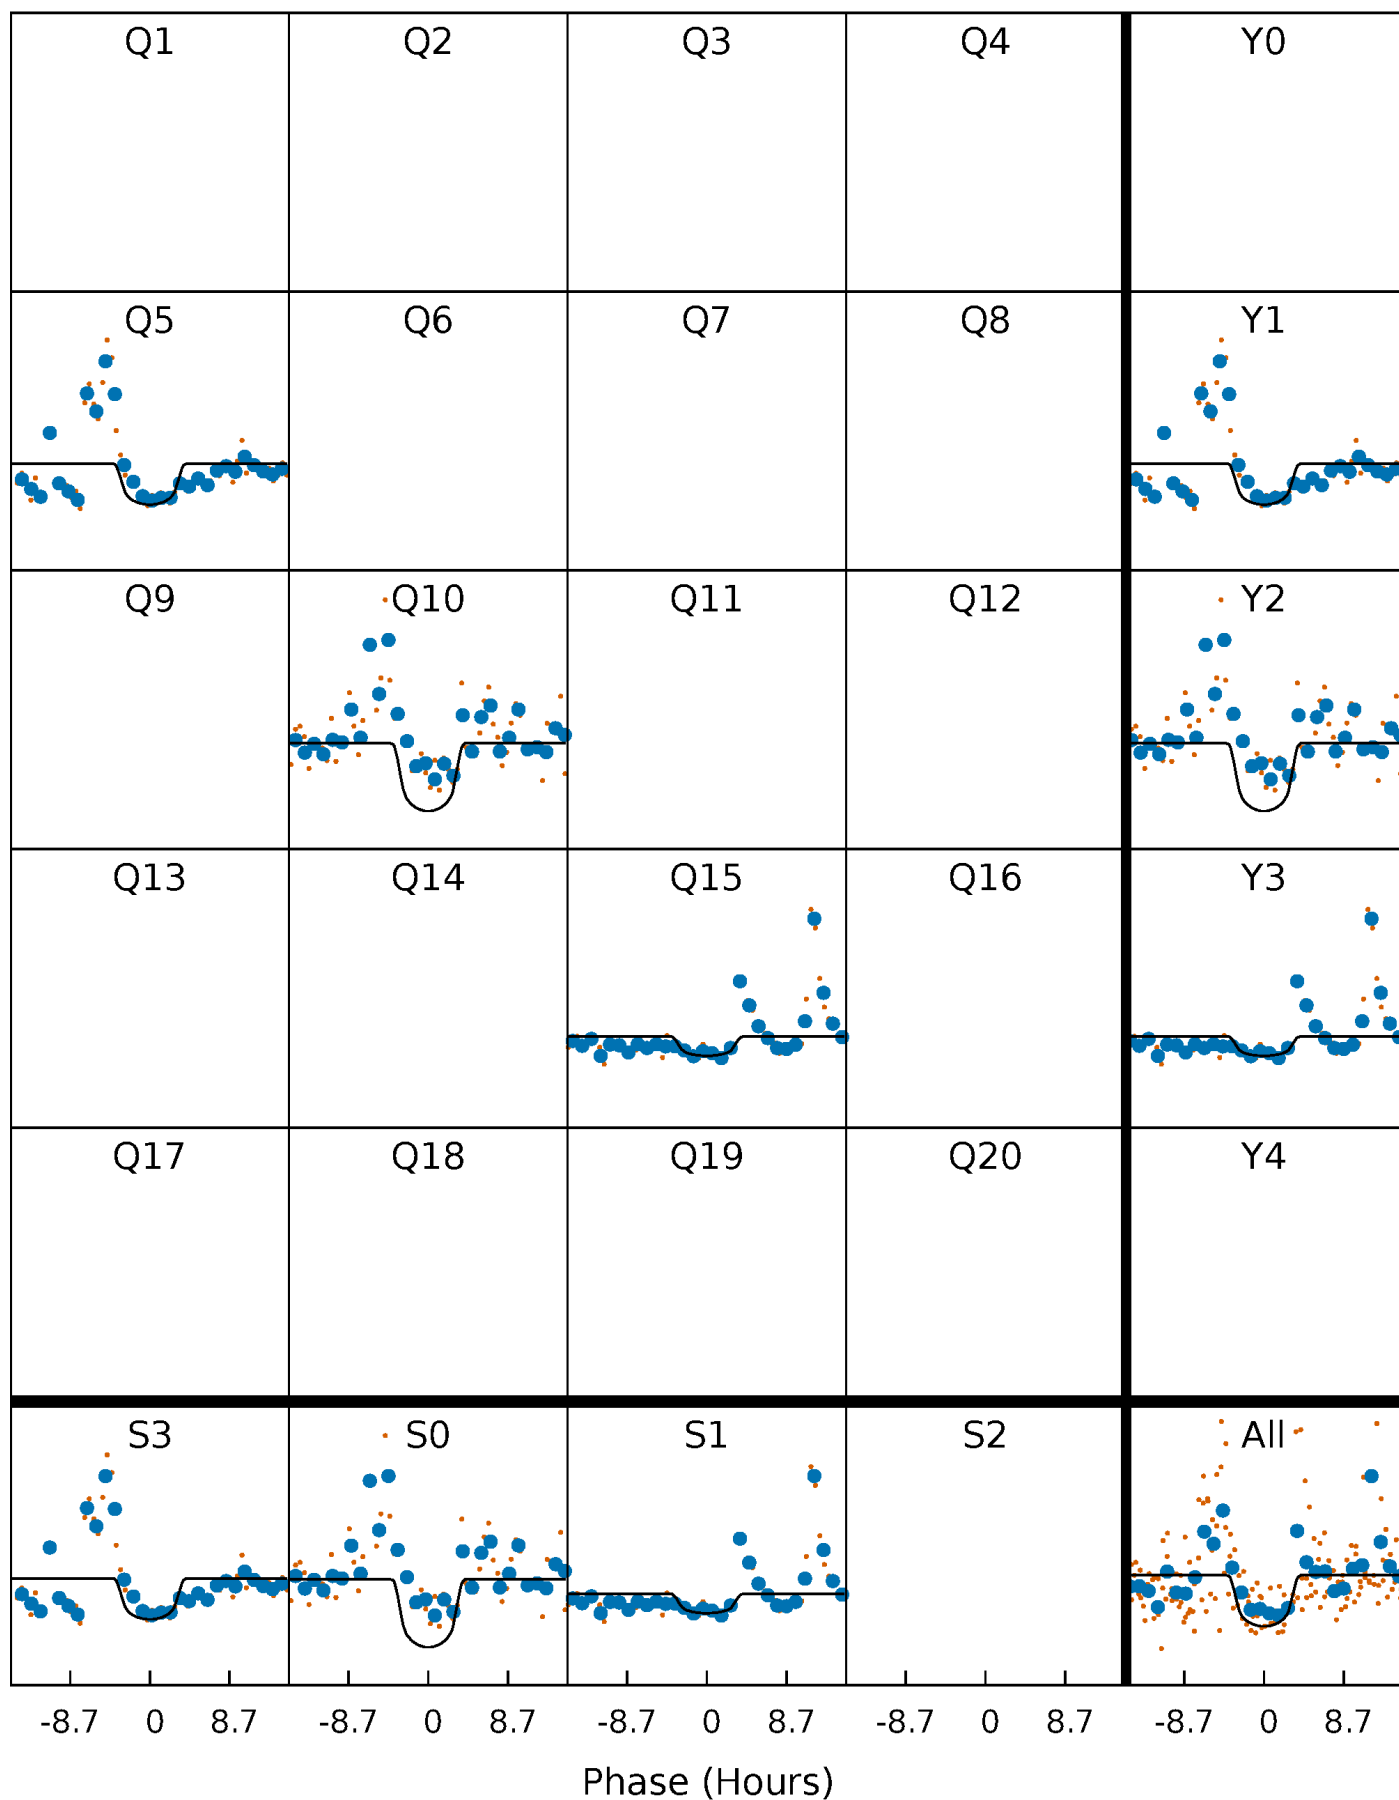 Q1 Q2 Q3 Q4 Y0
Q5 Q6 Q7 Q8 Y1
Q9 Q10 Q11 Q12 Y2
Q13 Q14 Q15 Q16 Y3
Q17 Q18 Q19 Q20 Y4
S3 S0 S1 S2 All
-8.7 0 8.7 -8.7 0 8.7 -8.7 0 8.7 -8.7 0 8.7 -8.7 0 8.7
Phase (Hours)